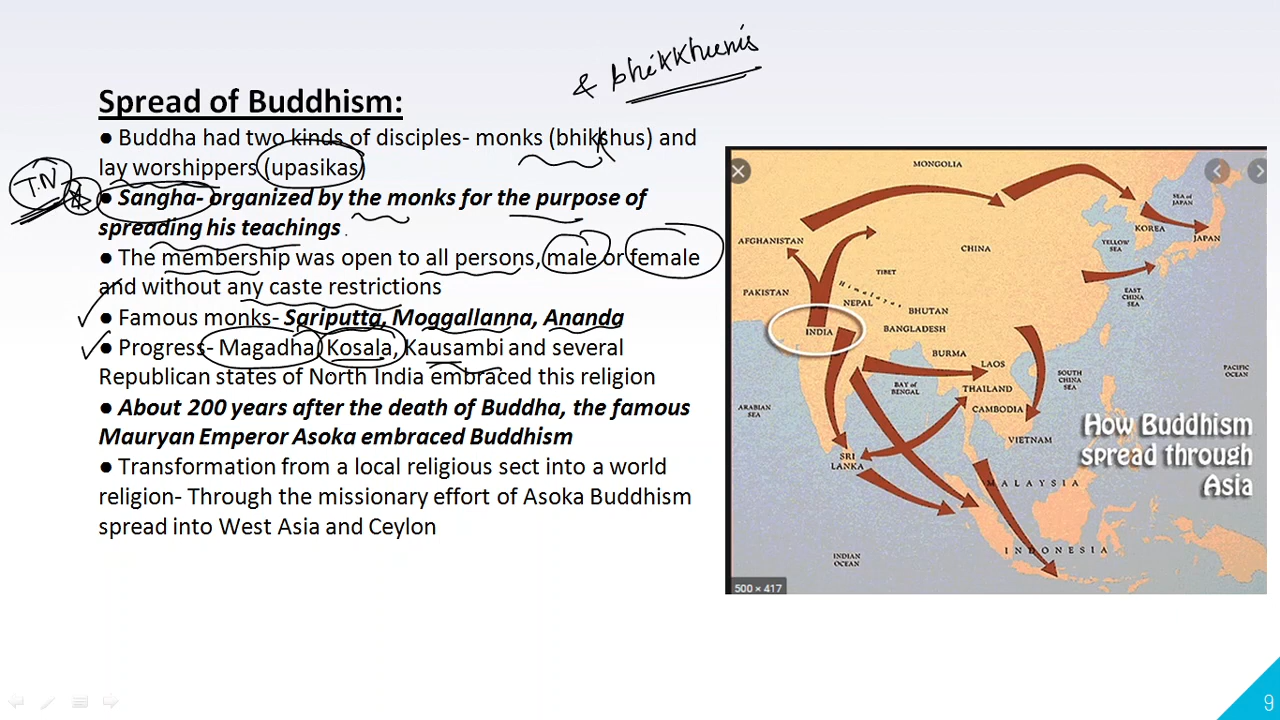 & bhikkhunis
Spread of Buddhism:
● Buddha had two kinds of disciples- monks (bhikshus) and
lay worshippers (upasikas)
T.N
● Sangha- organized by the monks for the purpose of
spreading his teachings .
● The membership was open to all persons, male or female
and without any caste restrictions
● Famous monks- Sariputta, Moggallanna, Ananda
● Progress- Magadha, Kosala, Kausambi and several
Republican states of North India embraced this religion
● About 200 years after the death of Buddha, the famous
Mauryan Emperor Asoka embraced Buddhism
● Transformation from a local religious sect into a world
religion- Through the missionary effort of Asoka Buddhism
spread into West Asia and Ceylon
MONGOLIA
SEA of
JAPAN
KOREA
JAPAN
AFGHANISTAN
CHINA
YELLOW
SEA
TIBET
PAKISTAN
NEPAL
EAST
CHINA
SEA
BHUTAN
INDIA
BANGLADESH
BURMA
LAOS
PACIFIC
OCEAN
BAY of
BENGAL
THAILAND
SOUTH
CHINA
SEA
ARABIAN
SEA
CAMBODIA
VIETNAM
SRI
LANKA
How Buddhism
spread through
Asia
MALAYSIA
INDONESIA
INDIAN
OCEAN
500 × 417
9